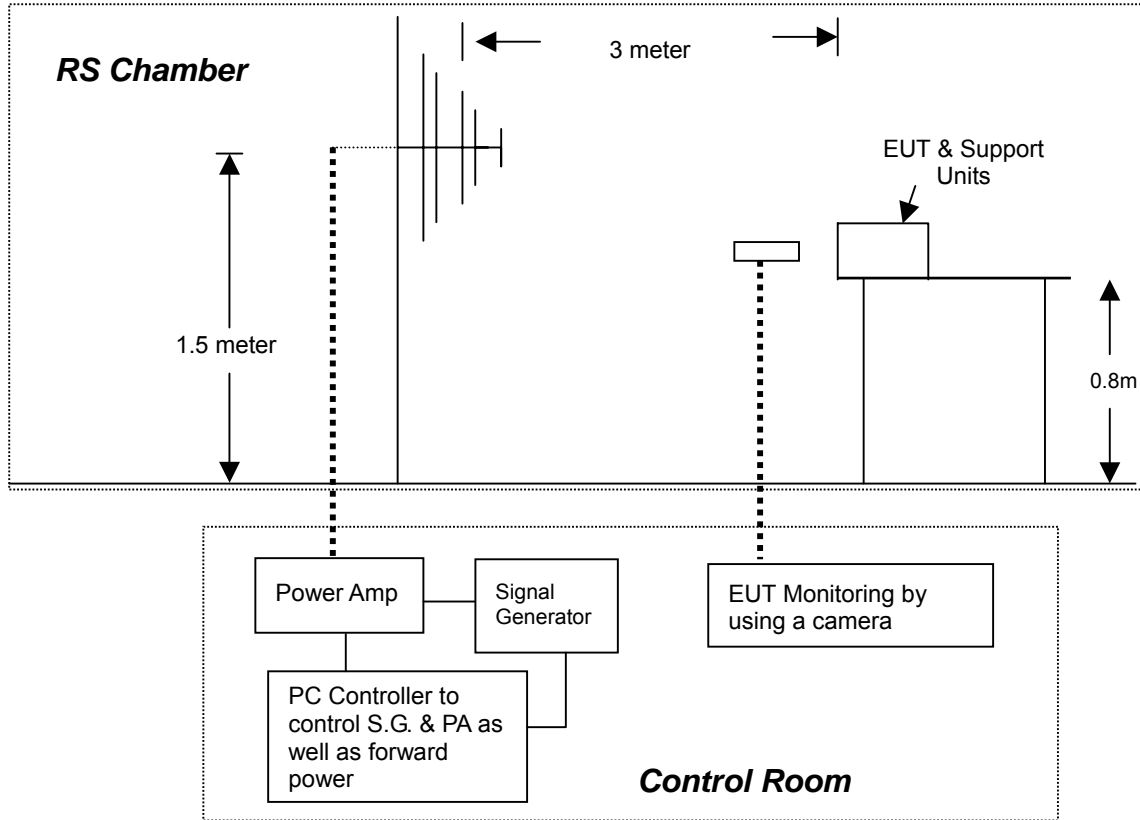 3 meter
RS Chamber
EUT & Support
Units
1.5 meter
0.8m
Power Amp
Signal
Generator
EUT Monitoring by
using a camera
PC Controller to
control S.G. & PA as
well as forward
power
Control Room